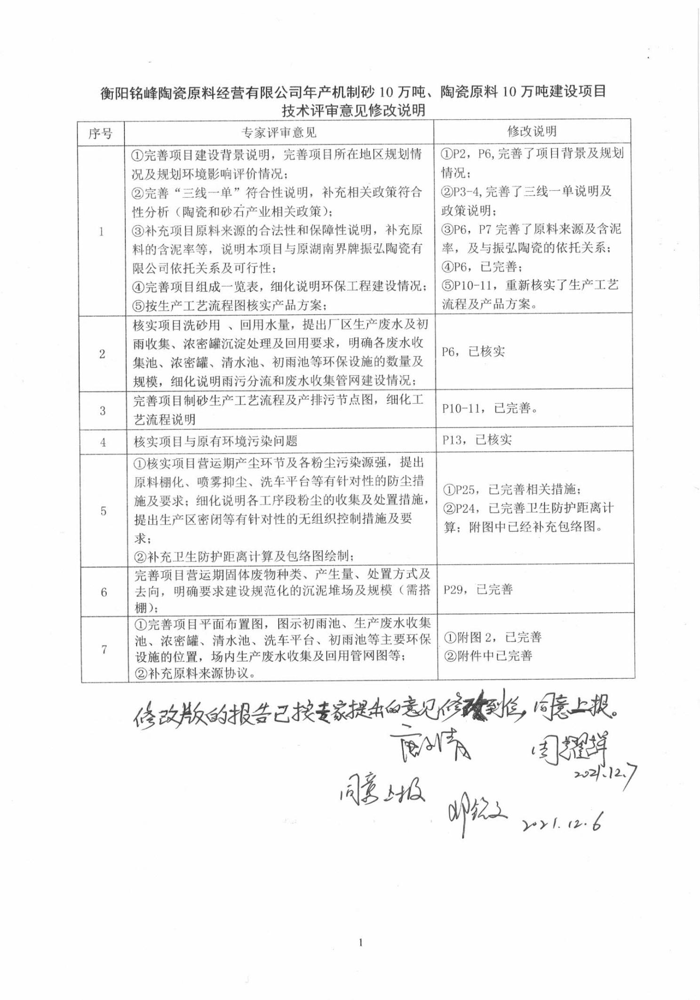 衡阳铭峰陶瓷原料经营有限公司年产机制砂 10 万吨、陶瓷原料 10 万吨建设项目
技术评审意见修改说明
序号 专家评审意见 修改说明
1
①完善项目建设背景说明，完善项目所在地区规划情
况及规划环境影响评价情况；
②完善“三线一单”符合性说明，补充相关政策符合
性分析（陶瓷和砂石产业相关政策）；
③补充项目原料来源的合法性和保障性说明，补充原
料的含泥率等，说明本项目与原湖南界牌振弘陶瓷有
限公司依托关系及可行性；
④完善项目组成一览表，细化说明环保工程建设情况；
⑤按生产工艺流程图核实产品方案；
①P2，P6,完善了项目背景及规划
情况；
②P3-4,完善了三线一单说明及
政策说明；
③P6，P7 完善了原料来源及含泥
率，及与振弘陶瓷的依托关系；
④P6，已完善；
⑤P10-11，重新核实了生产工艺
流程及产品方案。
2
核实项目洗砂用 、回用水量，提出厂区生产废水及初
雨收集、浓密罐沉淀处理及回用要求，明确各废水收
集池、浓密罐、清水池、初雨池等环保设施的数量及
规模，细化说明雨污分流和废水收集管网建设情况；
P6，已核实
3
完善项目制砂生产工艺流程及产排污节点图，细化工
艺流程说明
P10-11，已完善。
4
核实项目与原有环境污染问题
P13，已核实
5
①核实项目营运期产尘环节及各粉尘污染源强，提出
原料棚化、喷雾抑尘、洗车平台等有针对性的防尘措
施及要求；细化说明各工序段粉尘的收集及处置措施，
提出生产区密闭等有针对性的无组织控制措施及要
求；
②补充卫生防护距离计算及包络图绘制；
①P25，已完善相关措施；
②P24，已完善卫生防护距离计
算；附图中已经补充包络图。
6
完善项目营运期固体废物种类、产生量、处置方式及
去向，明确要求建设规范化的沉泥堆场及规模（需搭
棚）；
P29，已完善
7
①完善项目平面布置图，图示初雨池、生产废水收集
池、浓密罐、清水池、洗车平台、初雨池等主要环保
设施的位置，场内生产废水收集及回用管网图等；
②补充原料来源协议。
①附图 2，已完善
②附件中已完善
修改版的报告已按专家提出的意见修改到位，同意上报。
周耀辉
2021.12.7
同意上报
2021.12.6
1